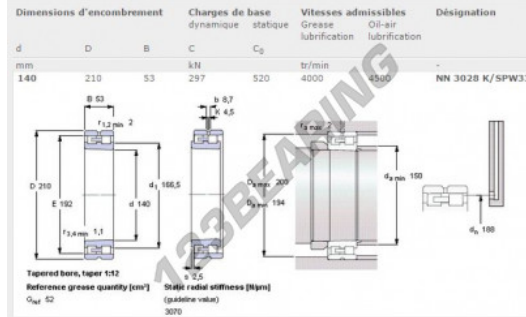 Dimensions d'encombrement Charges de base Vitesses admissibles Désignation
dynamique statique Grease Oil-air
lubrification lubrification
d D B C C0
mm kN tr/min -
140 210 53 297 520 4000 4500 NN 3028 K/SPW33
B 53
r1,2 min 2
b 8,7
K 4,5
ra max 2
D 210
E 192
d1 166,5
d 140
Da max 200
Da min 194
da min 150
dn 188
r3,4 min 1,1
s 2,5
Tapered bore, taper 1:12
Reference grease quantity [cm³]
Gref 52
Static radial stiffness [N/µm]
(guideline value)
3070
123BEARING